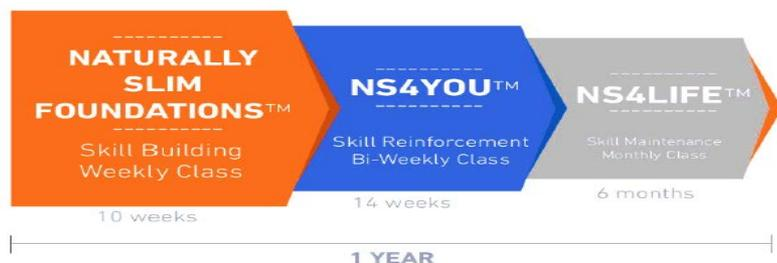 NATURALLY
SLIM
FOUNDATIONS™
Skill Building
Weekly Class
10 weeks
NS4YOU™
Skill Reinforcement
Bi-Weekly Class
14 weeks
NS4LIFE™
Skill Maintenance
Monthly Class
6 months
1 YEAR